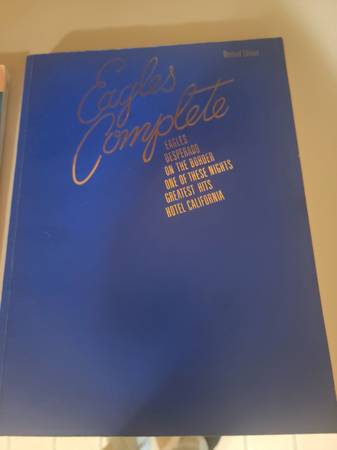 Revised Edition
Eagles
Complete
EAGLES
DESPERADO
ON THE BORDER
ONE OF THESE NIGHTS
GREATEST HITS
HOTEL CALIFORNIA